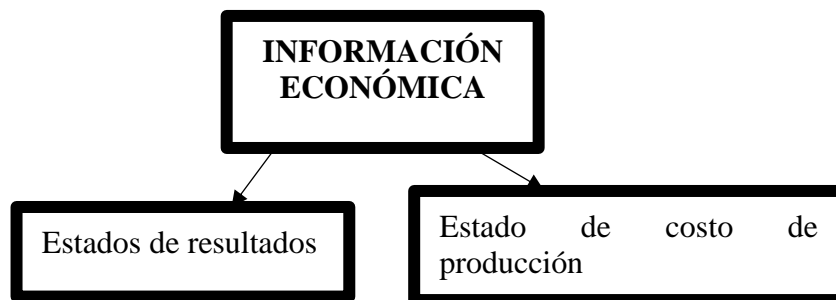 INFORMACIÓN
ECONÓMICA
Estados de resultados
Estado de costo de
producción